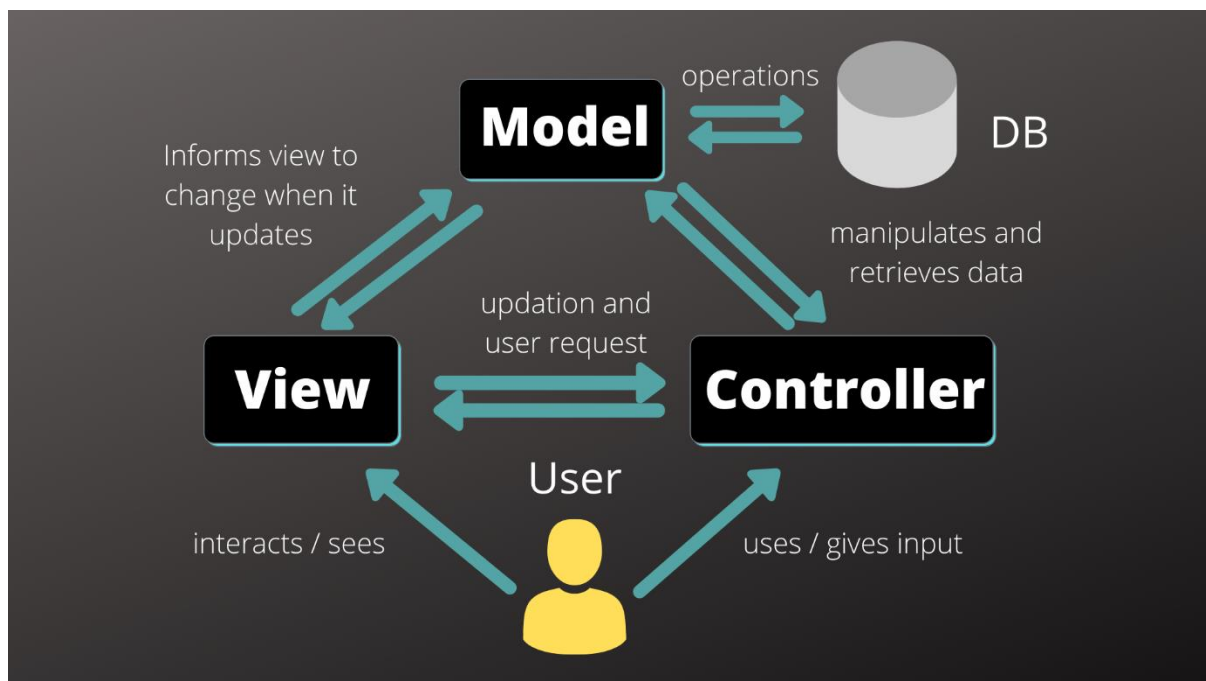 operations
Model
DB
Informs view to
change when it
updates
manipulates and
retrieves data
updation and
user request
View
Controller
User
interacts / sees
uses / gives input